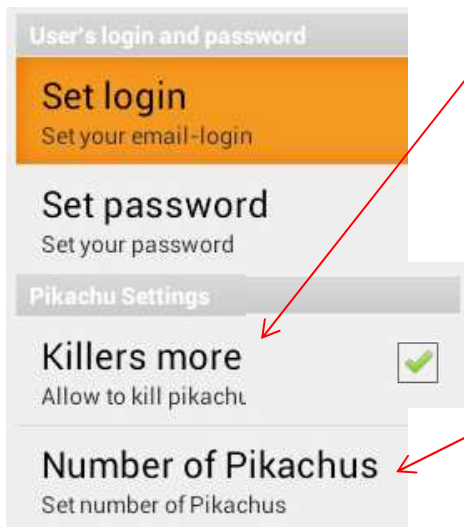 User's login and password
Set login
Set your email-login
Set password
Set your password
Pikachu Settings
Killers more
Allow to kill pikachu
Number of Pikachus
Set number of Pikachus